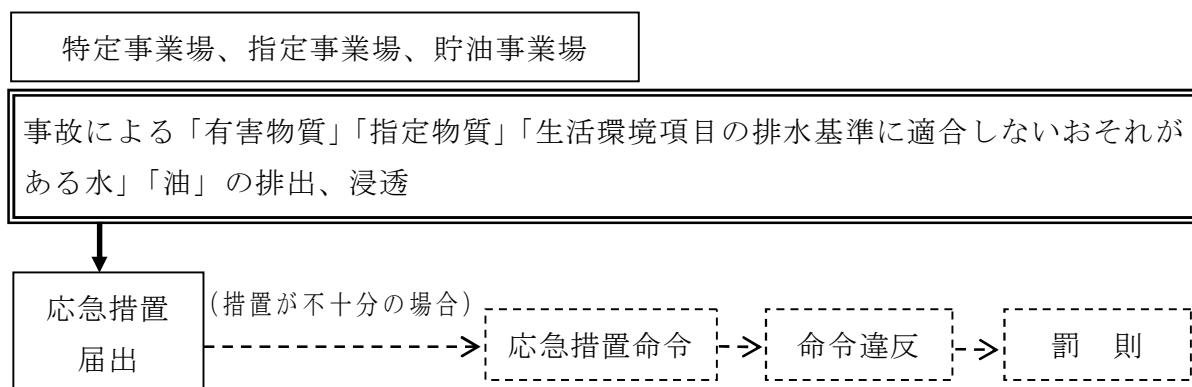 特定事業場、指定事業場、貯油事業場
事故による「有害物質」「指定物質」「生活環境項目の排水基準に適合しないおそれが
ある水」「油」の排出、浸透
応急措置
届出
(措置が不十分の場合)
応急措置命令
命令違反
罰　則